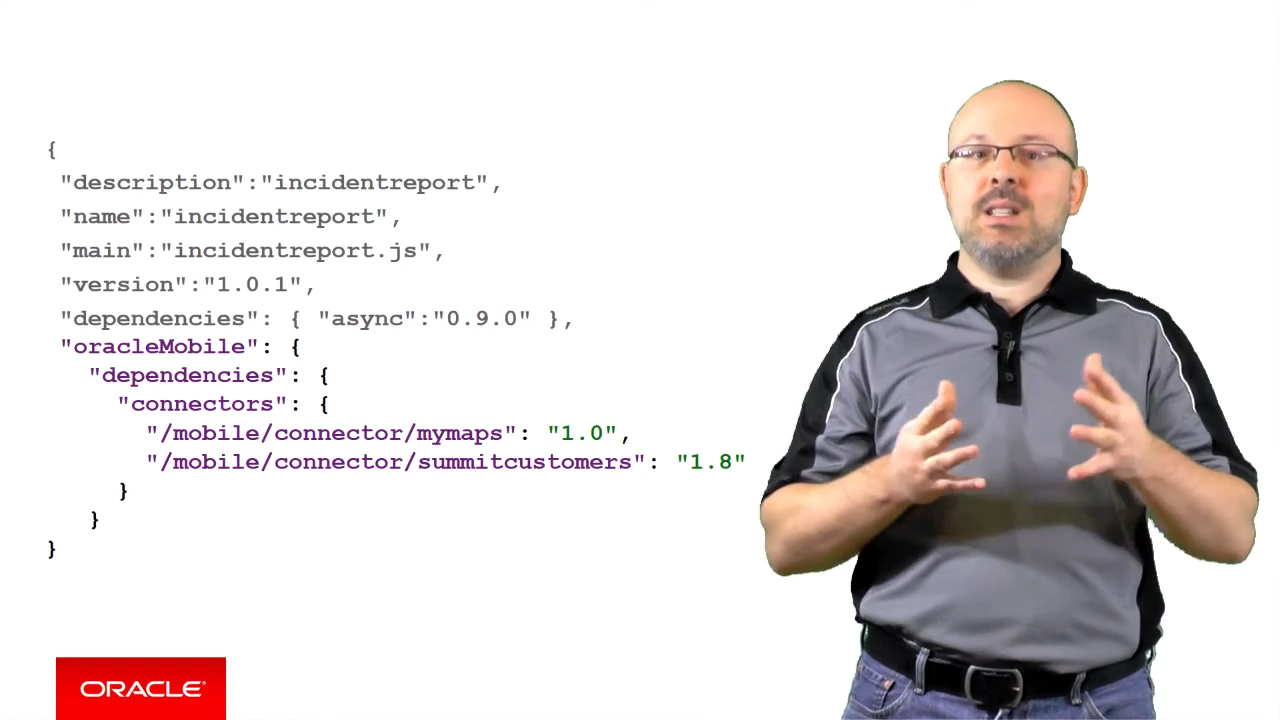 {
"description":"incidentreport",
"name":"incidentreport",
"main":"incidentreport.js",
"version":"1.0.1",
"dependencies": { "async":"0.9.0" },
"oracleMobile": {
"dependencies": {
"connectors": {
"/mobile/connector/mymaps": "1.0",
"/mobile/connector/summitcustomers": "1.8"
}
}
}
ORACLE®